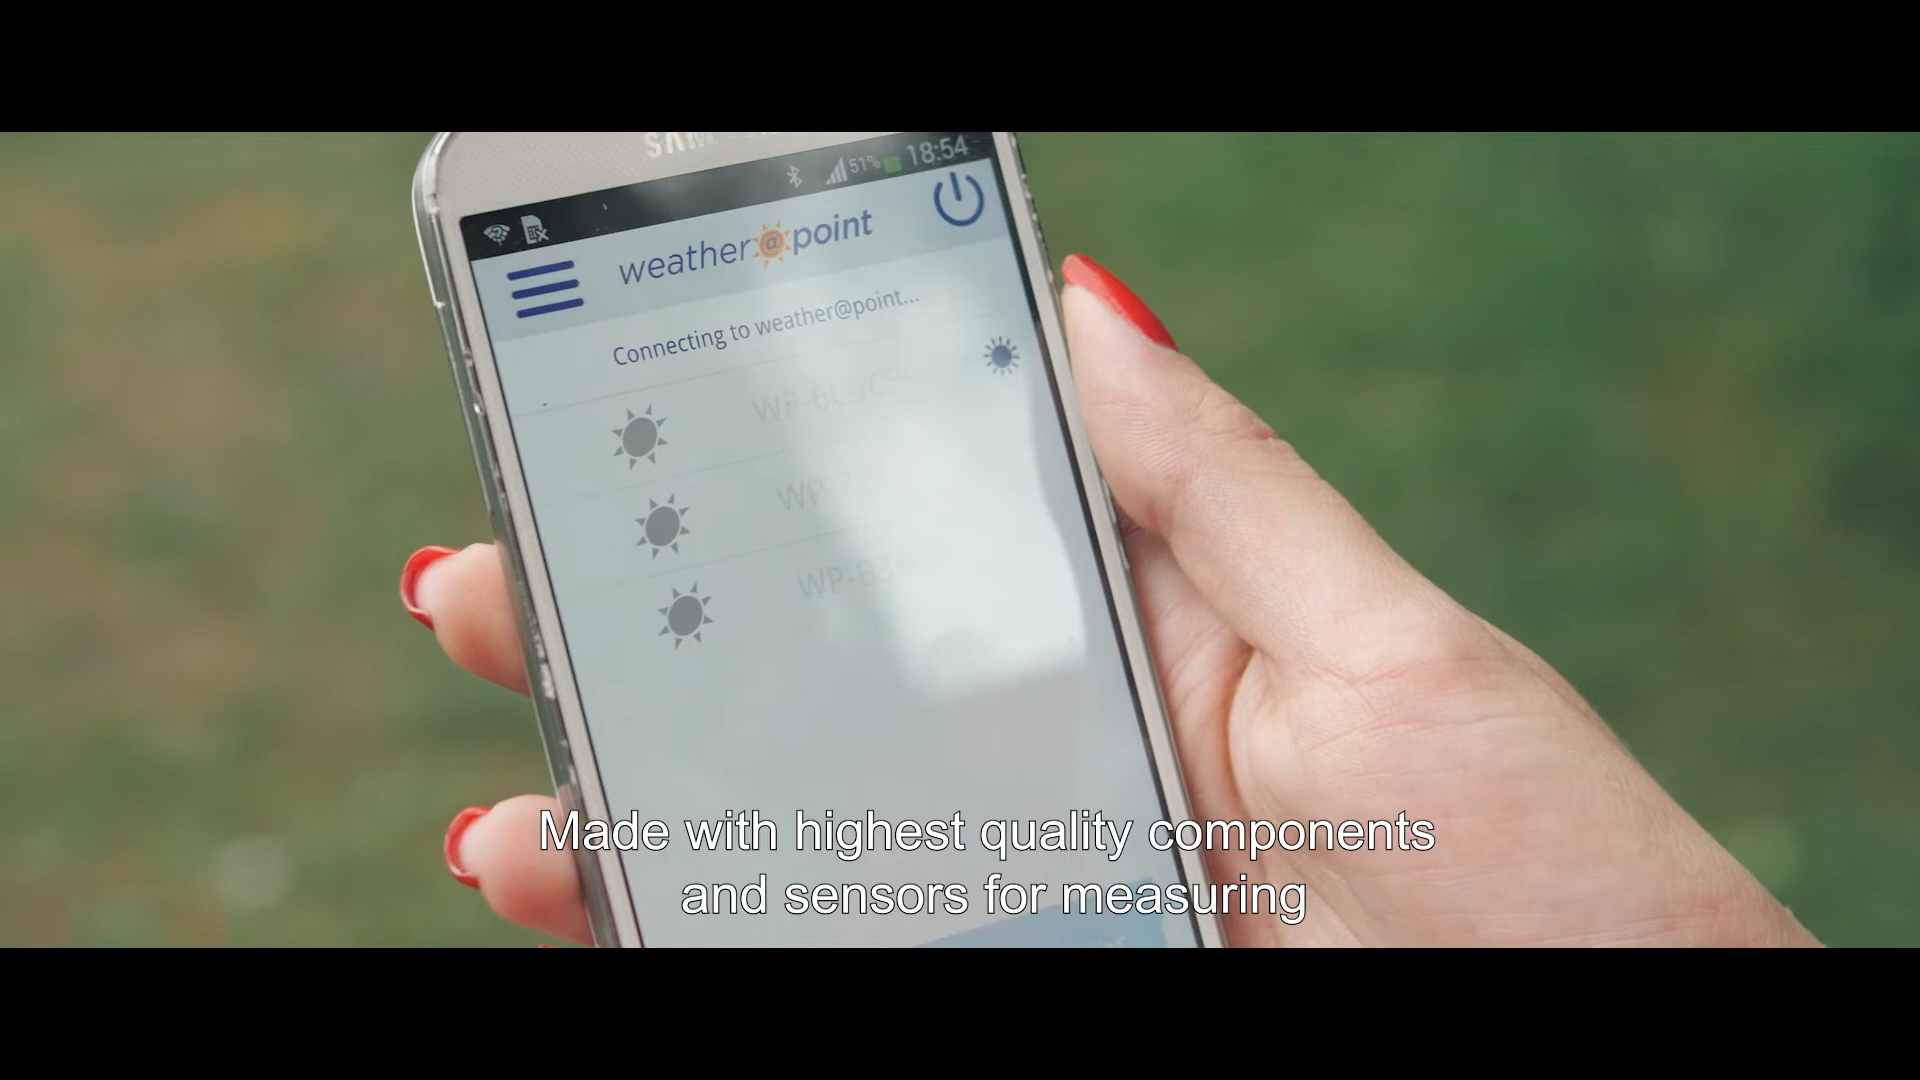 51% 18:54
weather@point
Connecting to weather@point...
Made with highest quality components
and sensors for measuring